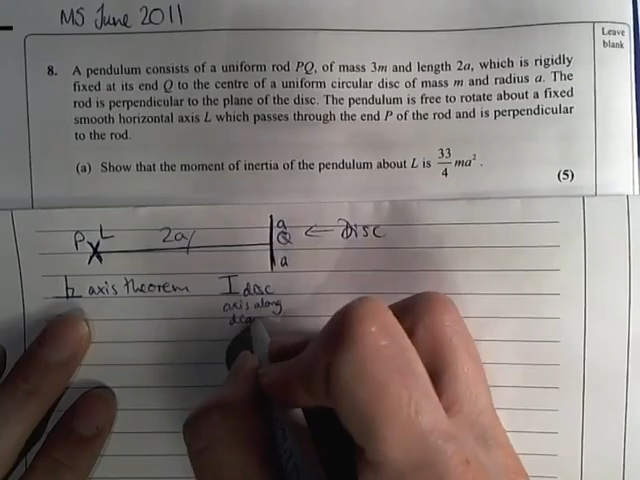 MS June 2011
Leave
blank
8. A pendulum consists of a uniform rod PQ, of mass 3m and length 2a, which is rigidly
fixed at its end Q to the centre of a uniform circular disc of mass m and radius a. The
rod is perpendicular to the plane of the disc. The pendulum is free to rotate about a fixed
smooth horizontal axis L which passes through the end P of the rod and is perpendicular
to the rod.
(a) Show that the moment of inertia of the pendulum about L is 33/4 ma².
(5)
P L 2a a Q a ← Disc
axis theorem I disc
axis along